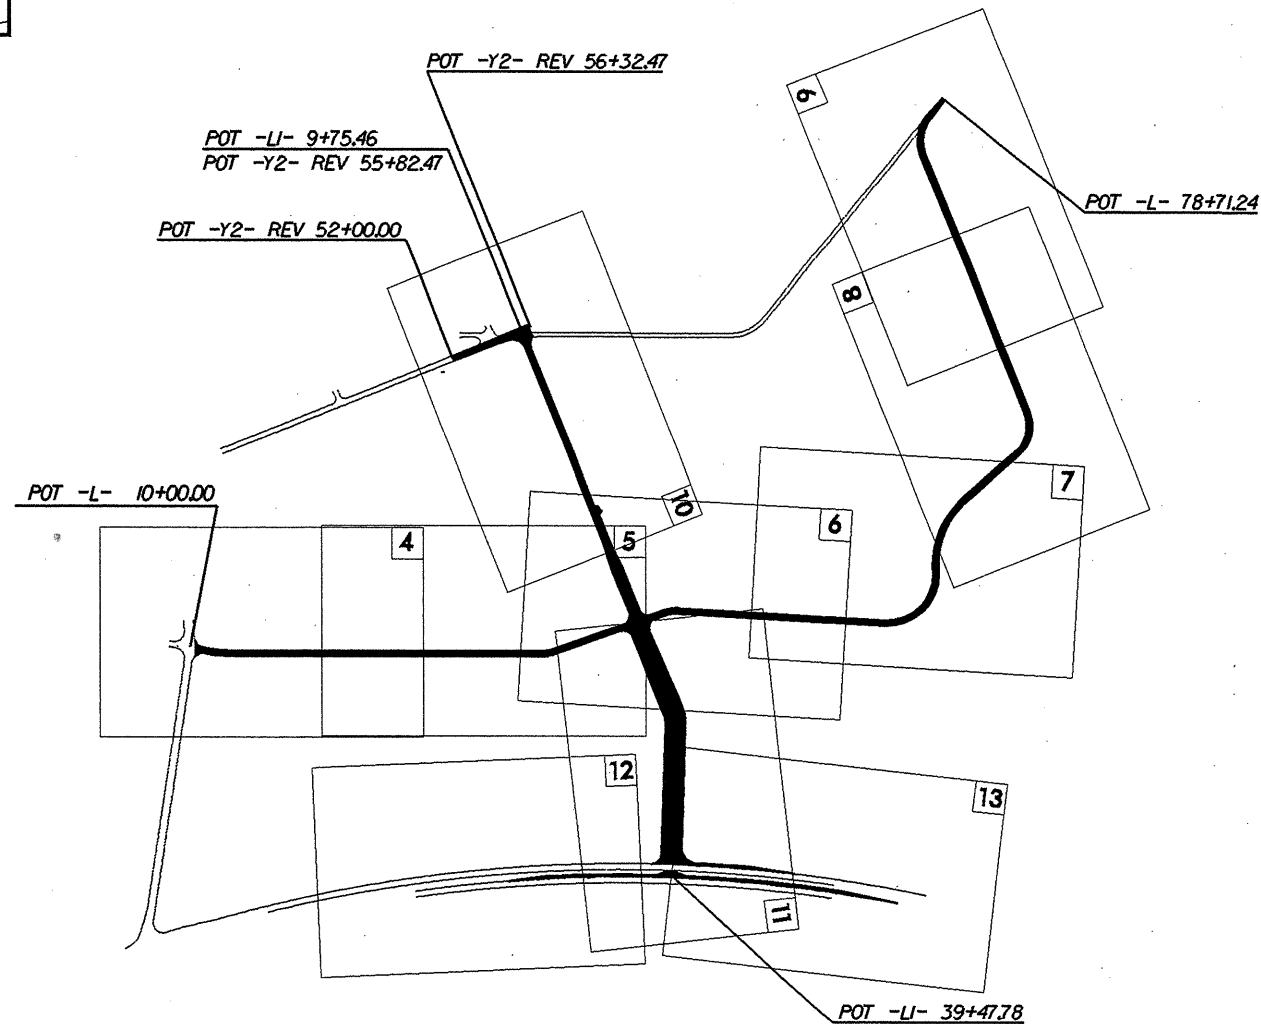 POT -Y2- REV 56+32.47
POT -L1- 9+75.46
POT -Y2- REV 55+82.47
POT -Y2- REV 52+00.00
POT -L- 78+71.24
POT -L- 10+00.00
9
8
7
10
6
5
4
12
13
11
POT -L1- 39+47.78